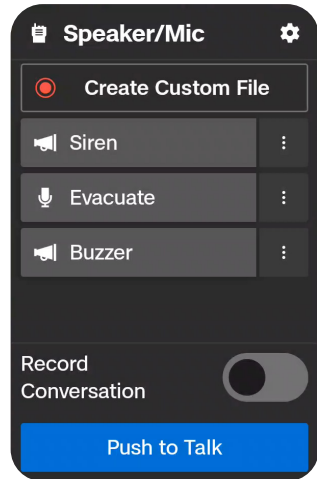 Speaker/Mic
Create Custom File
Siren
Evacuate
Buzzer
Record
Conversation
Push to Talk